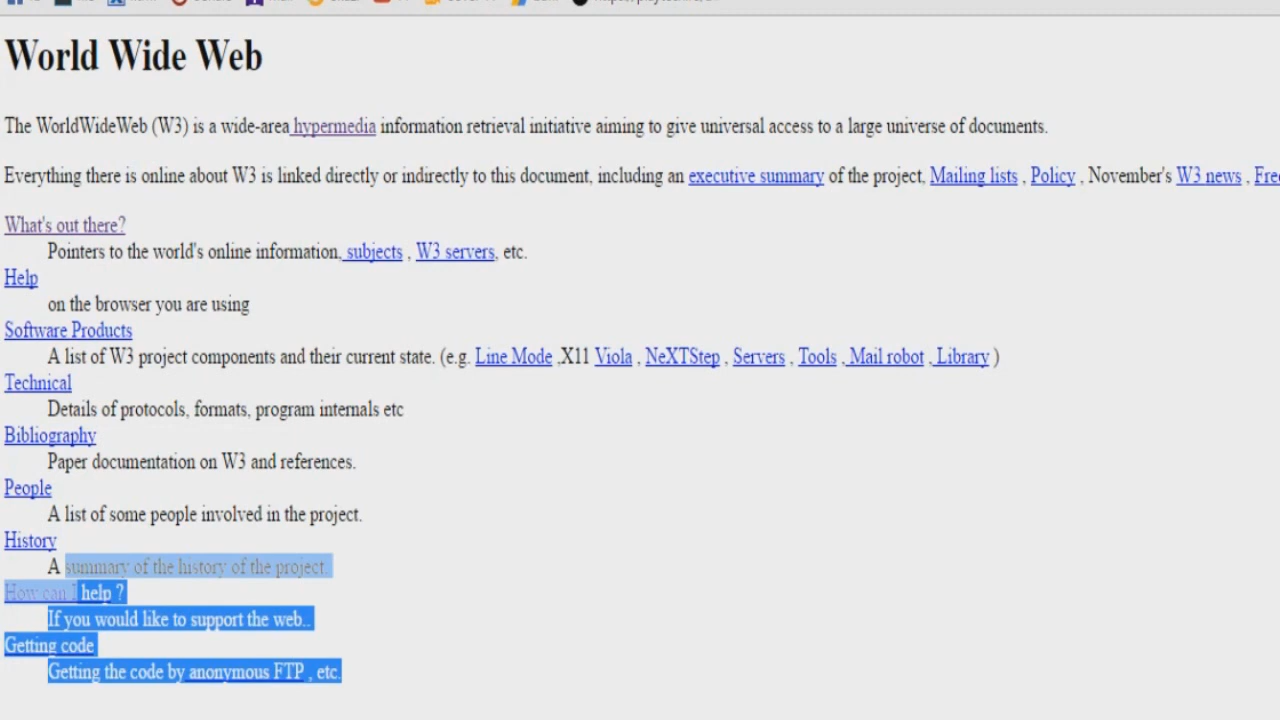 World Wide Web
The WorldWideWeb (W3) is a wide-area hypermedia information retrieval initiative aiming to give universal access to a large universe of documents.
Everything there is online about W3 is linked directly or indirectly to this document, including an executive summary of the project, Mailing lists , Policy , November's W3 news ,
What's out there?
Pointers to the world's online information, subjects , W3 servers, etc.
Help
on the browser you are using
Software Products
A list of W3 project components and their current state. (e.g. Line Mode ,X11 Viola , NeXTStep , Servers , Tools , Mail robot , Library )
Technical
Details of protocols, formats, program internals etc
Bibliography
Paper documentation on W3 and references.
People
A list of some people involved in the project.
History
A summary of the history of the project.
How can I help ?
If you would like to support the web..
Getting code
Getting the code by anonymous FTP , etc.